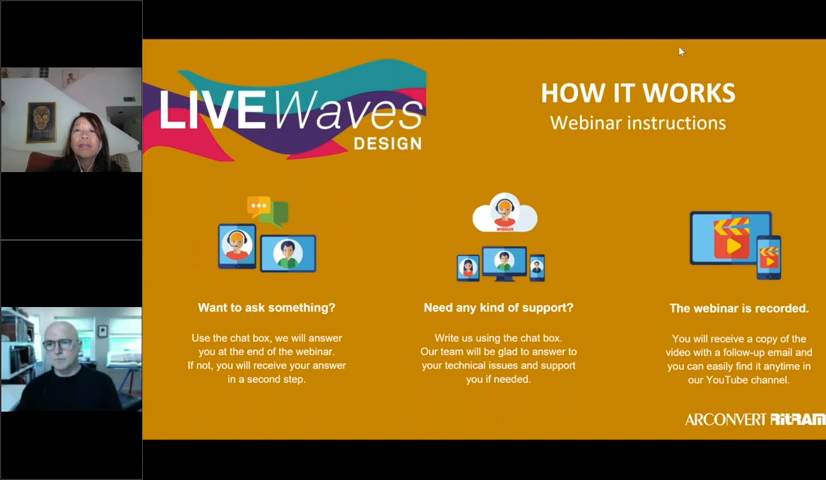 LIVEWaves
DESIGN
HOW IT WORKS
Webinar instructions
WEBINAR
Want to ask something?
Use the chat box, we will answer
you at the end of the webinar.
If not, you will receive your answer
in a second step.
Need any kind of support?
Write us using the chat box.
Our team will be glad to answer to
your technical issues and support
you if needed.
The webinar is recorded.
You will receive a copy of the
video with a follow-up email and
you can easily find it anytime in
our YouTube channel.
ARCONVERT RITRAMA